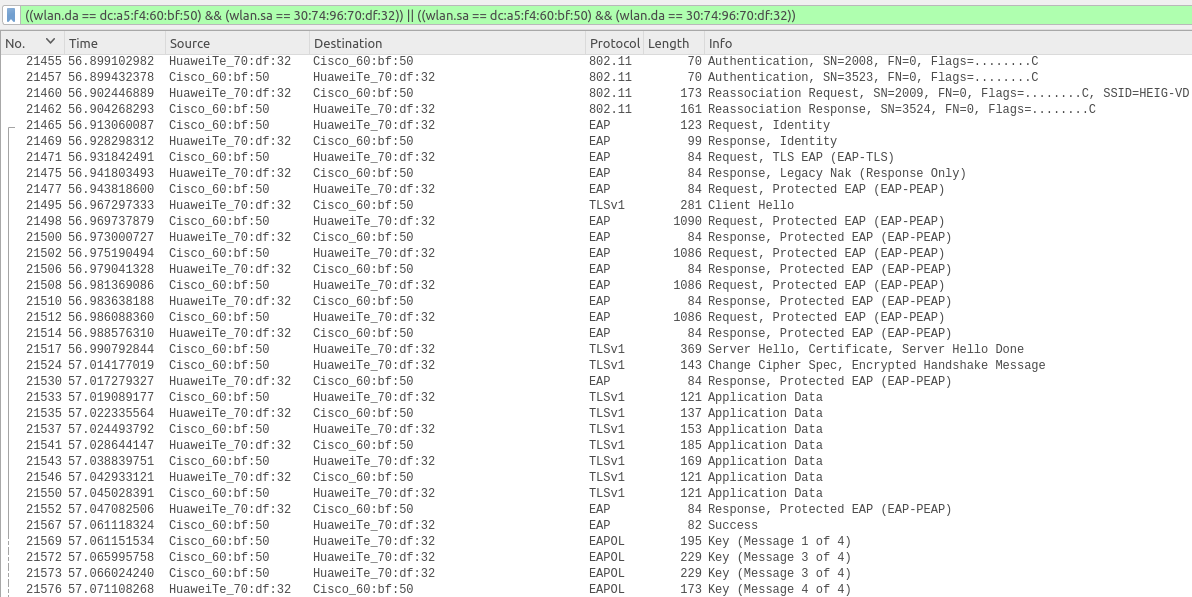 ((wlan.da == dc:a5:f4:60:bf:50) && (wlan.sa == 30:74:96:70:df:32)) || ((wlan.sa == dc:a5:f4:60:bf:50) && (wlan.da == 30:74:96:70:df:32))
No. Time Source Destination Protocol Length Info
21455 56.899102982 HuaweiTe_70:df:32 Cisco_60:bf:50 802.11 70 Authentication, SN=2008, FN=0, Flags=........C
21457 56.899432378 Cisco_60:bf:50 HuaweiTe_70:df:32 802.11 70 Authentication, SN=3523, FN=0, Flags=........C
21460 56.902446889 HuaweiTe_70:df:32 Cisco_60:bf:50 802.11 173 Reassociation Request, SN=2009, FN=0, Flags=........C, SSID=HEIG-VD
21462 56.904268293 Cisco_60:bf:50 HuaweiTe_70:df:32 802.11 161 Reassociation Response, SN=3524, FN=0, Flags=........C
21465 56.913060087 Cisco_60:bf:50 HuaweiTe_70:df:32 EAP 123 Request, Identity
21469 56.928298312 HuaweiTe_70:df:32 Cisco_60:bf:50 EAP 99 Response, Identity
21471 56.931842491 Cisco_60:bf:50 HuaweiTe_70:df:32 EAP 84 Request, TLS EAP (EAP-TLS)
21475 56.941803493 HuaweiTe_70:df:32 Cisco_60:bf:50 EAP 84 Response, Legacy Nak (Response Only)
21477 56.943818600 Cisco_60:bf:50 HuaweiTe_70:df:32 EAP 84 Request, Protected EAP (EAP-PEAP)
21495 56.967297333 HuaweiTe_70:df:32 Cisco_60:bf:50 TLSv1 281 Client Hello
21498 56.969737879 Cisco_60:bf:50 HuaweiTe_70:df:32 EAP 1090 Request, Protected EAP (EAP-PEAP)
21500 56.973000727 HuaweiTe_70:df:32 Cisco_60:bf:50 EAP 84 Response, Protected EAP (EAP-PEAP)
21502 56.975190494 Cisco_60:bf:50 HuaweiTe_70:df:32 EAP 1086 Request, Protected EAP (EAP-PEAP)
21506 56.979041328 HuaweiTe_70:df:32 Cisco_60:bf:50 EAP 84 Response, Protected EAP (EAP-PEAP)
21508 56.981369086 Cisco_60:bf:50 HuaweiTe_70:df:32 EAP 1086 Request, Protected EAP (EAP-PEAP)
21510 56.983638188 HuaweiTe_70:df:32 Cisco_60:bf:50 EAP 84 Response, Protected EAP (EAP-PEAP)
21512 56.986088360 Cisco_60:bf:50 HuaweiTe_70:df:32 EAP 1086 Request, Protected EAP (EAP-PEAP)
21514 56.988576310 HuaweiTe_70:df:32 Cisco_60:bf:50 EAP 84 Response, Protected EAP (EAP-PEAP)
21517 56.990792844 Cisco_60:bf:50 HuaweiTe_70:df:32 TLSv1 369 Server Hello, Certificate, Server Hello Done
21524 57.014177019 Cisco_60:bf:50 HuaweiTe_70:df:32 TLSv1 143 Change Cipher Spec, Encrypted Handshake Message
21530 57.017279327 HuaweiTe_70:df:32 Cisco_60:bf:50 EAP 84 Response, Protected EAP (EAP-PEAP)
21533 57.019089177 Cisco_60:bf:50 HuaweiTe_70:df:32 TLSv1 121 Application Data
21535 57.022335564 HuaweiTe_70:df:32 Cisco_60:bf:50 TLSv1 137 Application Data
21537 57.024493792 Cisco_60:bf:50 HuaweiTe_70:df:32 TLSv1 153 Application Data
21541 57.028644147 HuaweiTe_70:df:32 Cisco_60:bf:50 TLSv1 185 Application Data
21543 57.038839751 Cisco_60:bf:50 HuaweiTe_70:df:32 TLSv1 169 Application Data
21546 57.042933121 HuaweiTe_70:df:32 Cisco_60:bf:50 TLSv1 121 Application Data
21550 57.045028391 Cisco_60:bf:50 HuaweiTe_70:df:32 TLSv1 121 Application Data
21552 57.047082506 HuaweiTe_70:df:32 Cisco_60:bf:50 EAP 84 Response, Protected EAP (EAP-PEAP)
21567 57.061118324 Cisco_60:bf:50 HuaweiTe_70:df:32 EAP 82 Success
21569 57.061151534 Cisco_60:bf:50 HuaweiTe_70:df:32 EAPOL 195 Key (Message 1 of 4)
21572 57.065995758 Cisco_60:bf:50 HuaweiTe_70:df:32 EAPOL 229 Key (Message 3 of 4)
21573 57.066024240 Cisco_60:bf:50 HuaweiTe_70:df:32 EAPOL 229 Key (Message 3 of 4)
21576 57.071108268 HuaweiTe_70:df:32 Cisco_60:bf:50 EAPOL 173 Key (Message 4 of 4)